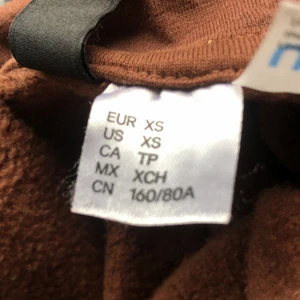 EUR XS
US XS
CA TP
MX XCH
CN 160/80A